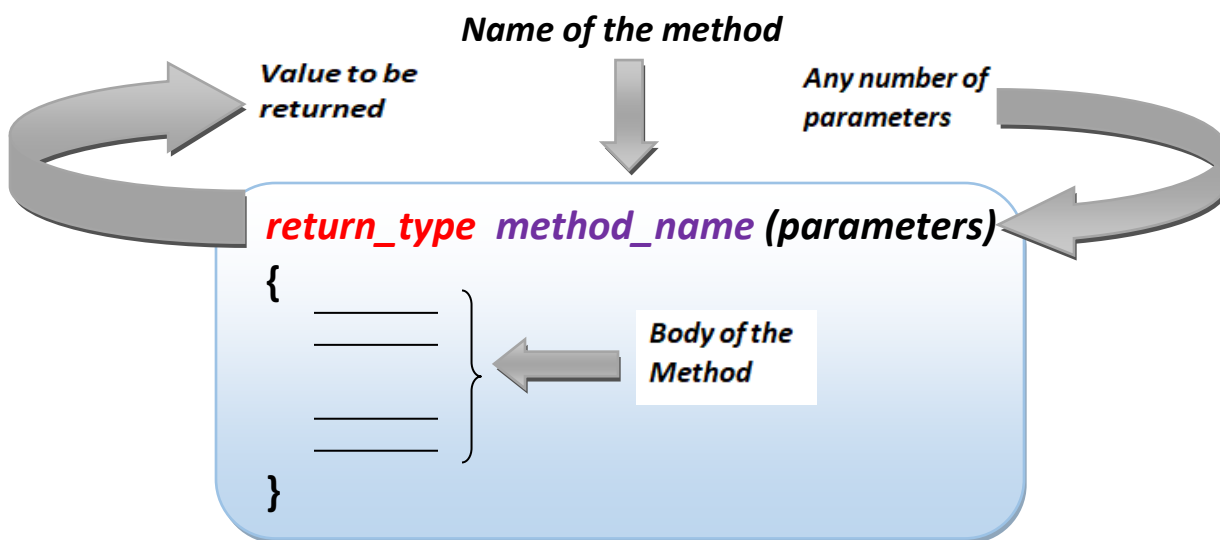 Name of the method
Value to be
returned
Any number of
parameters
return_type method_name (parameters)
{
Body of the
Method
}